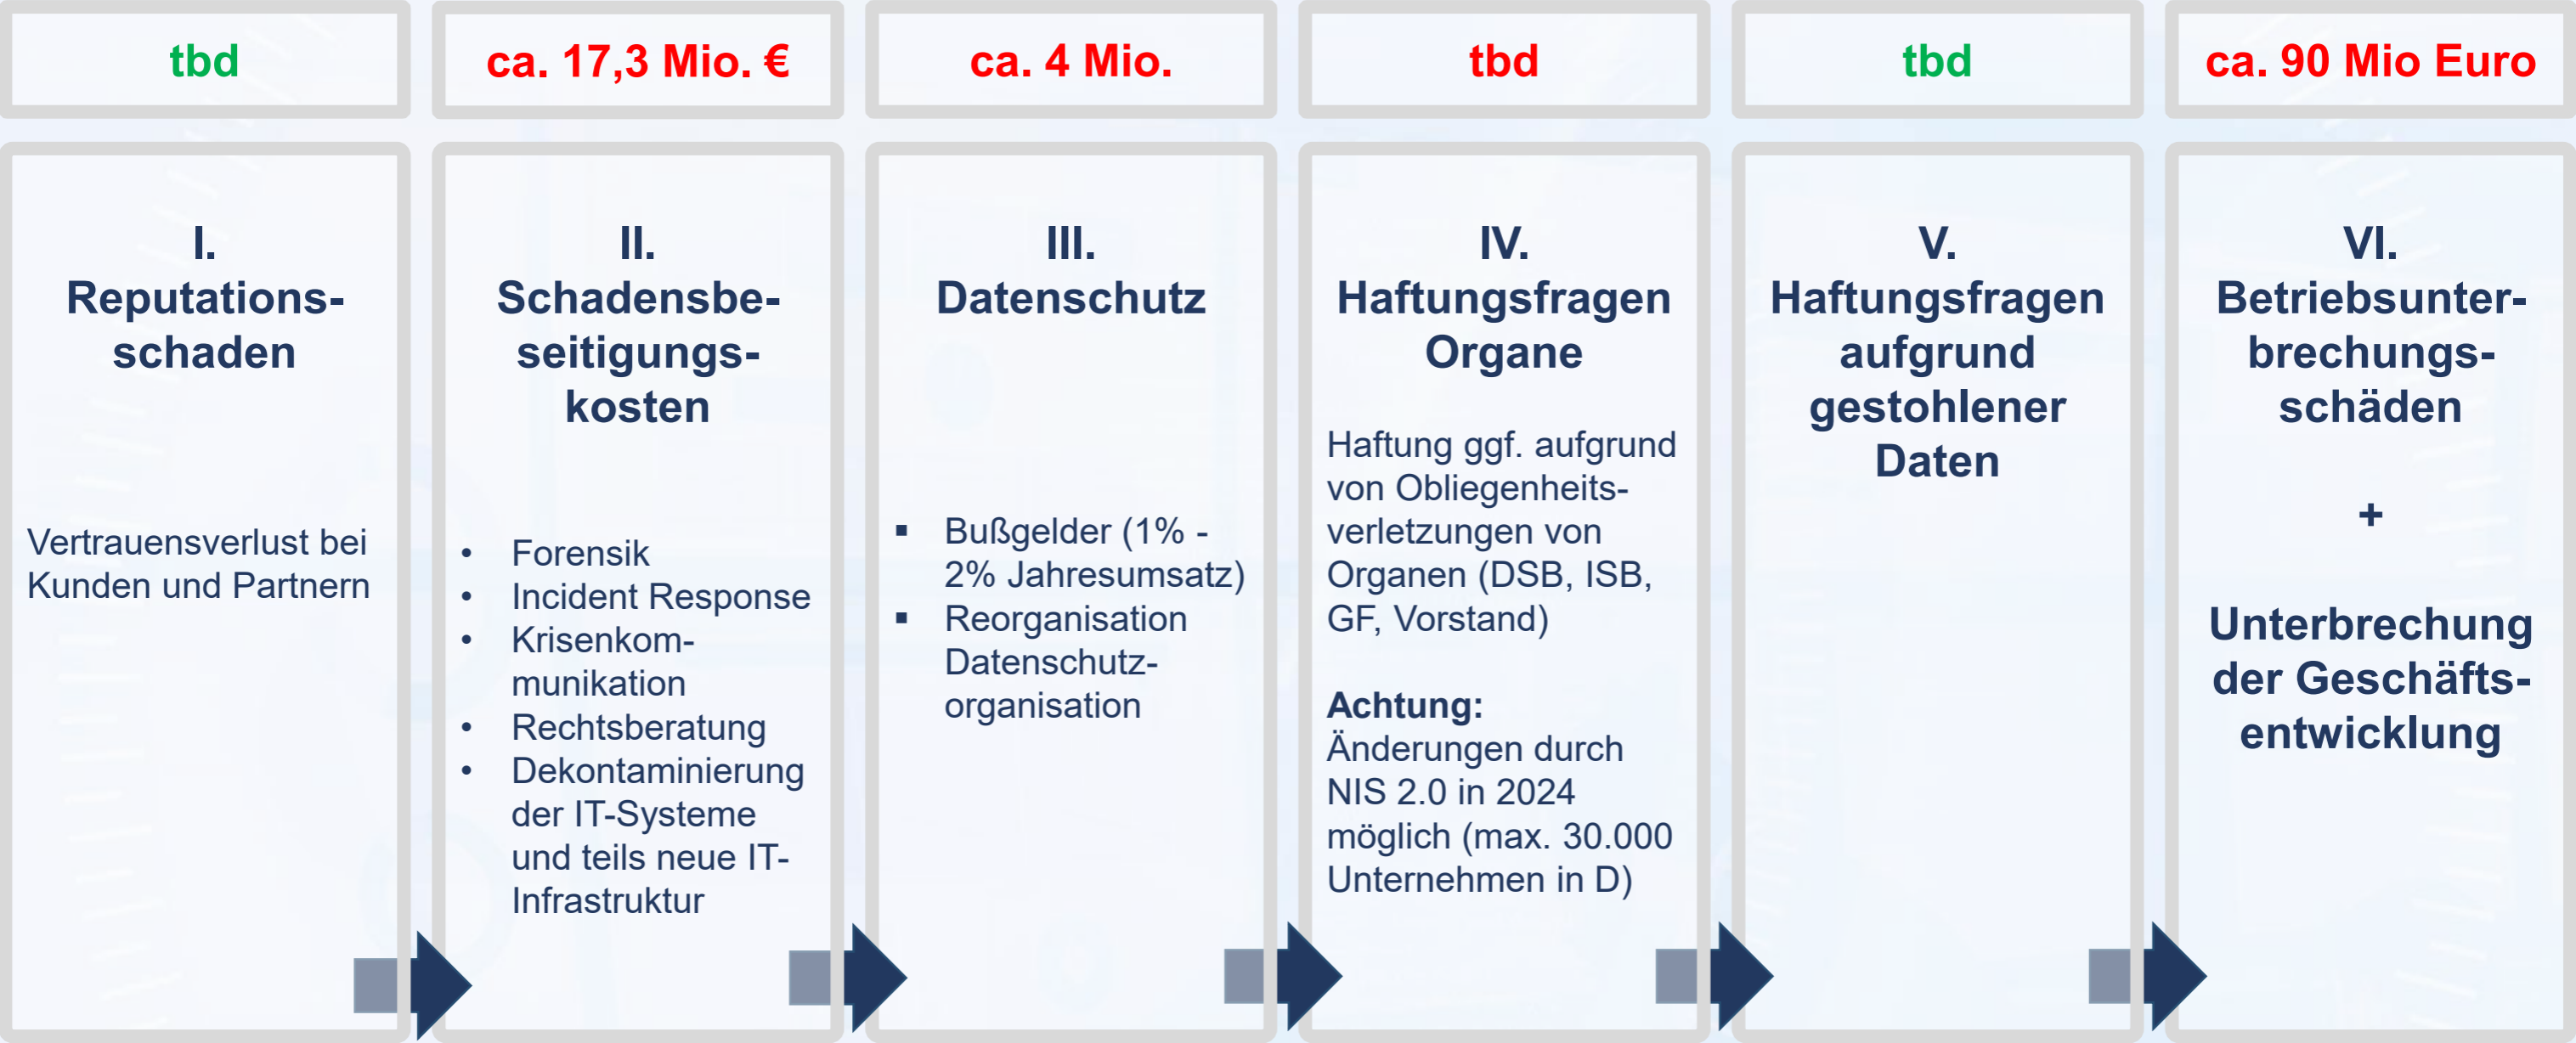 tbd
ca. 17,3 Mio. €
ca. 4 Mio.
tbd
tbd
ca. 90 Mio Euro
I.
Reputations-
schaden
Vertrauensverlust bei
Kunden und Partnern
II.
Schadensbe-
seitigungs-
kosten
• Forensik
• Incident Response
• Krisenkom-
munikation
• Rechtsberatung
• Dekontaminierung
der IT-Systeme
und teils neue IT-
Infrastruktur
III.
Datenschutz
▪ Bußgelder (1% -
2% Jahresumsatz)
▪ Reorganisation
Datenschutz-
organisation
IV.
Haftungsfragen
Organe
Haftung ggf. aufgrund
von Obliegenheits-
verletzungen von
Organen (DSB, ISB,
GF, Vorstand)
Achtung:
Änderungen durch
NIS 2.0 in 2024
möglich (max. 30.000
Unternehmen in D)
V.
Haftungsfragen
aufgrund
gestohlener
Daten
VI.
Betriebsunter-
brechungs-
schäden
+
Unterbrechung
der Geschäfts-
entwicklung